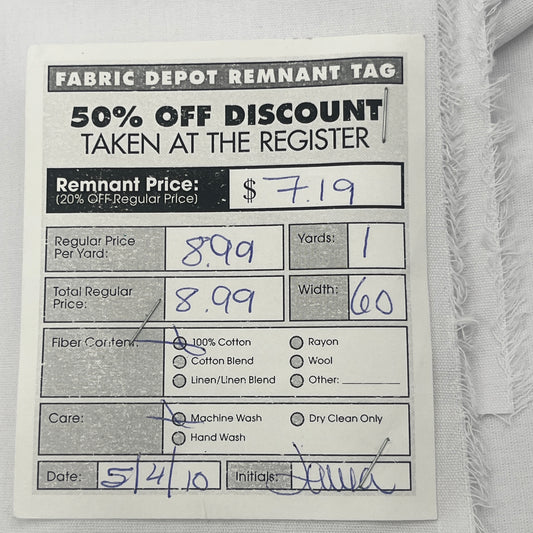 FABRIC DEPOT REMNANT TAG
50% OFF DISCOUNT
TAKEN AT THE REGISTER
Remnant Price: $ 7.19
(20% OFF Regular Price)
Regular Price Per Yard: 8.99 Yards: 1
Total Regular Price: 8.99 Width: 60
Fiber Content: 100% Cotton Rayon
Cotton Blend Wool
Linen/Linen Blend Other:
Care: Machine Wash Dry Clean Only
Hand Wash
Date: 5/4/10 Initials: